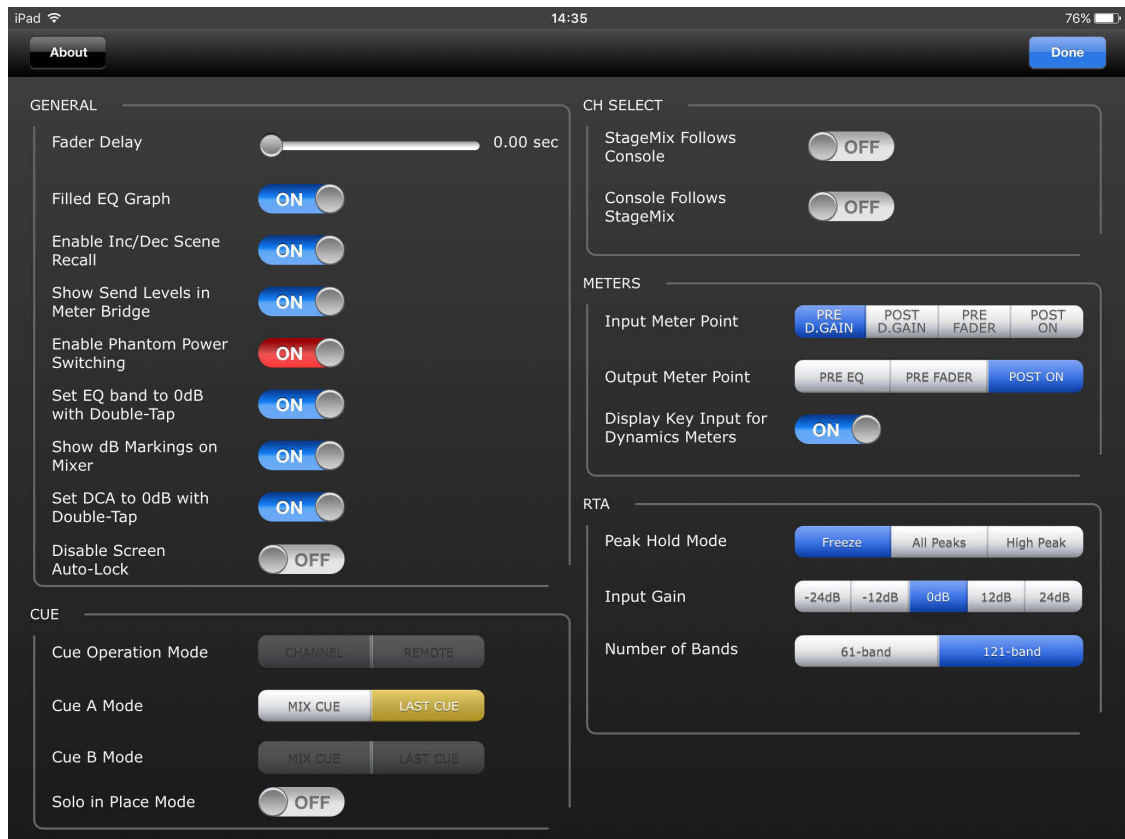 iPad 14:35 76%
About Done
GENERAL
Fader Delay 0.00 sec
Filled EQ Graph ON
Enable Inc/Dec Scene
Recall ON
Show Send Levels in
Meter Bridge ON
Enable Phantom Power
Switching ON
Set EQ band to 0dB
with Double-Tap ON
Show dB Markings on
Mixer ON
Set DCA to 0dB with
Double-Tap ON
Disable Screen
Auto-Lock OFF
CUE
Cue Operation Mode CHANNEL REMOTE
Cue A Mode MIX CUE LAST CUE
Cue B Mode MIX CUE LAST CUE
Solo in Place Mode OFF
CH SELECT
StageMix Follows
Console OFF
Console Follows
StageMix OFF
METERS
Input Meter Point PRE D.GAIN POST D.GAIN PRE FADER POST ON
Output Meter Point PRE EQ PRE FADER POST ON
Display Key Input for
Dynamics Meters ON
RTA
Peak Hold Mode Freeze All Peaks High Peak
Input Gain -24dB -12dB 0dB 12dB 24dB
Number of Bands 61-band 121-band